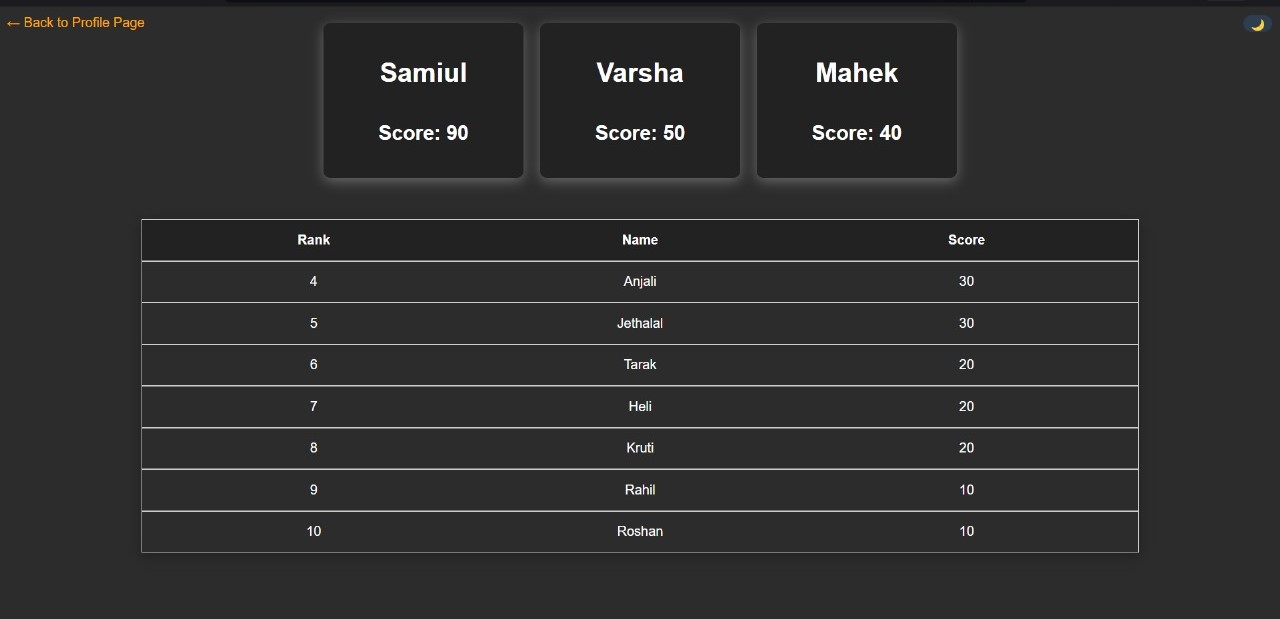 ← Back to Profile Page
Samiul Varsha Mahek
Score: 90 Score: 50 Score: 40
Rank Name Score
4 Anjali 30
5 Jethalal 30
6 Tarak 20
7 Heli 20
8 Kruti 20
9 Rahil 10
10 Roshan 10